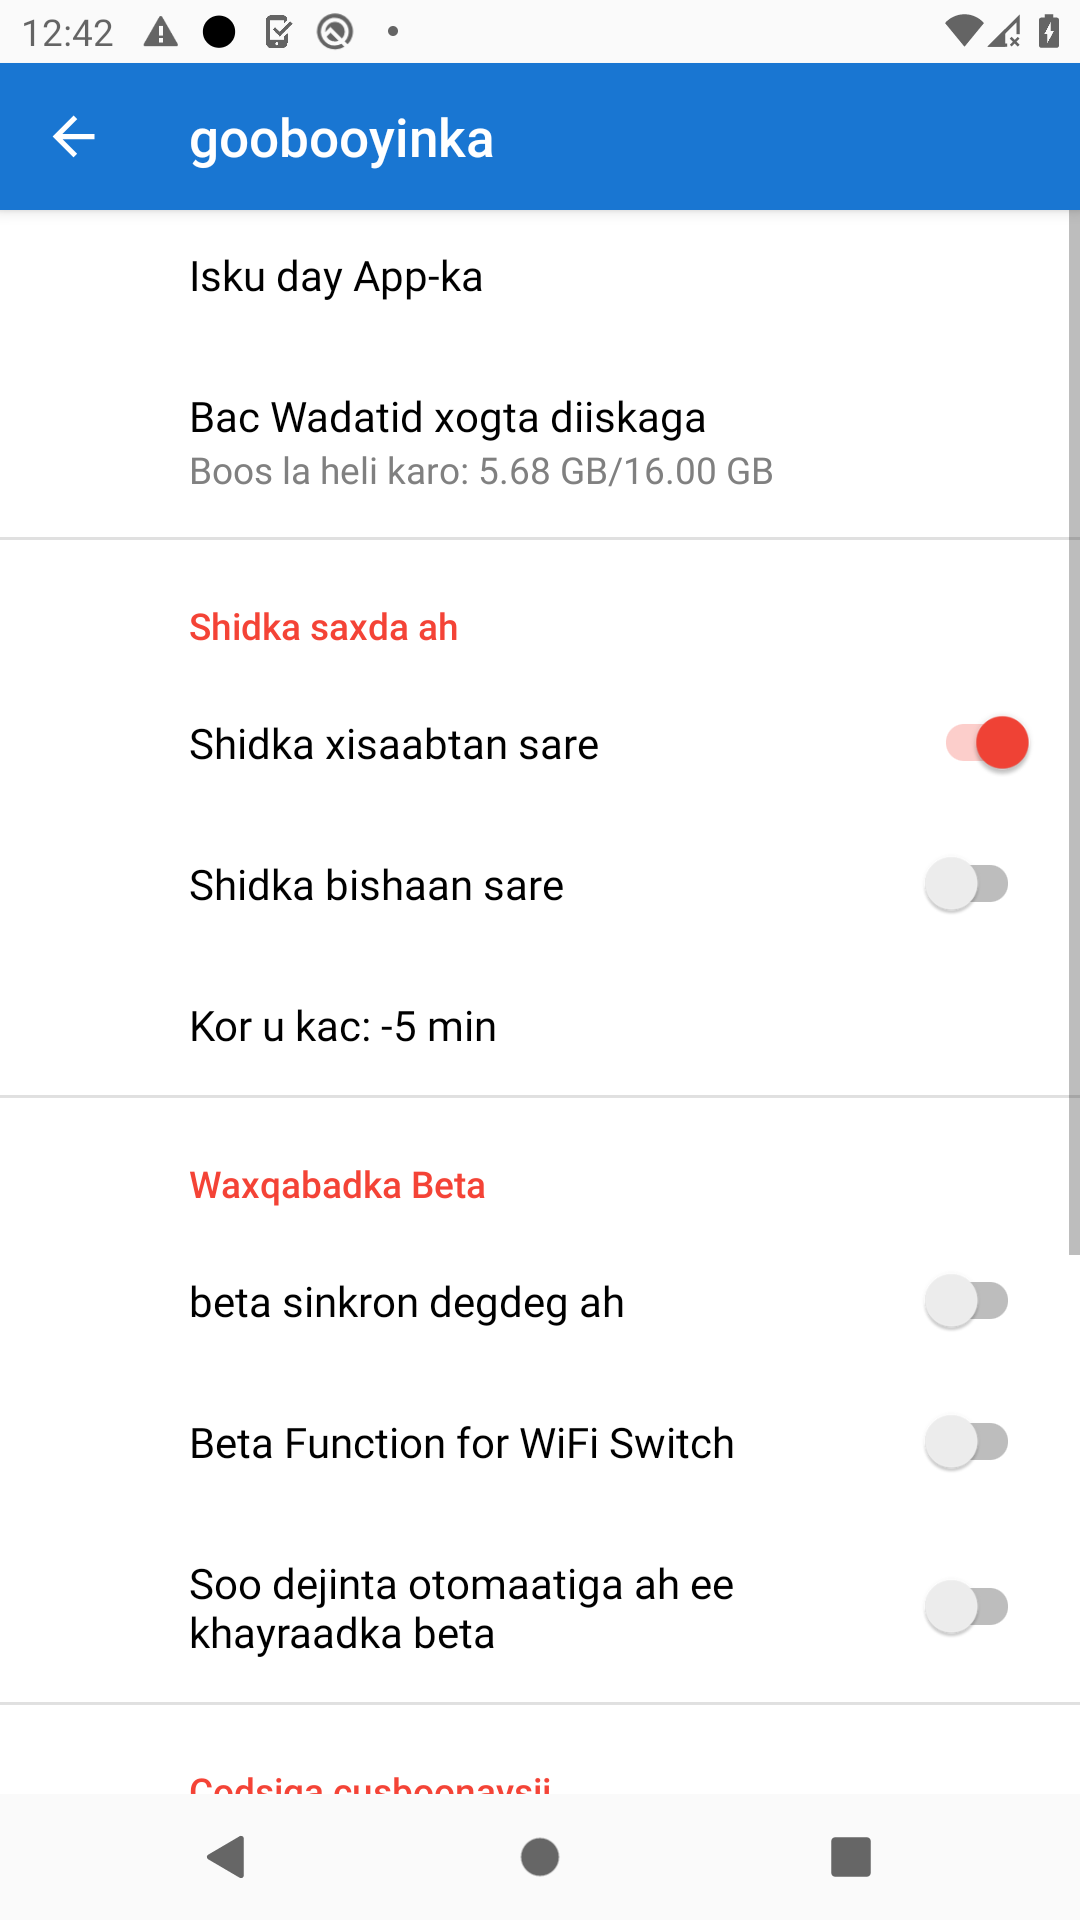 12:42
goobooyinka
Isku day App-ka
Bac Wadatid xogta diiskaga
Boos la heli karo: 5.68 GB/16.00 GB
Shidka saxda ah
Shidka xisaabtan sare
Shidka bishaan sare
Kor u kac: -5 min
Waxqabadka Beta
beta sinkron degdeg ah
Beta Function for WiFi Switch
Soo dejinta otomaatiga ah ee
khayraadka beta
Codsiga cusboonaysii